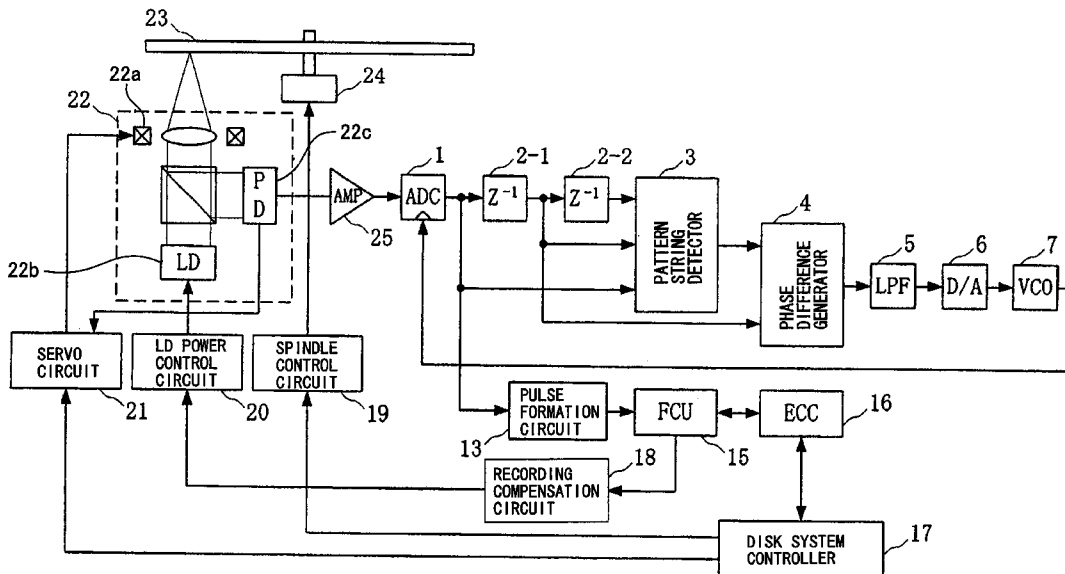 23
24
22a
22
22c
P
D
AMP
25
1
ADC
2-1
Z⁻¹
2-2
Z⁻¹
3
PATTERN
STRING
DETECTOR
4
PHASE
DIFFERENCE
GENERATOR
5
LPF
6
D/A
7
VCO
22b
LD
SERVO
CIRCUIT
21
LD POWER
CONTROL
CIRCUIT
20
SPINDLE
CONTROL
CIRCUIT
19
PULSE
FORMATION
CIRCUIT
13
FCU
15
ECC
16
RECORDING
COMPENSATION
CIRCUIT
18
DISK SYSTEM
CONTROLLER
17